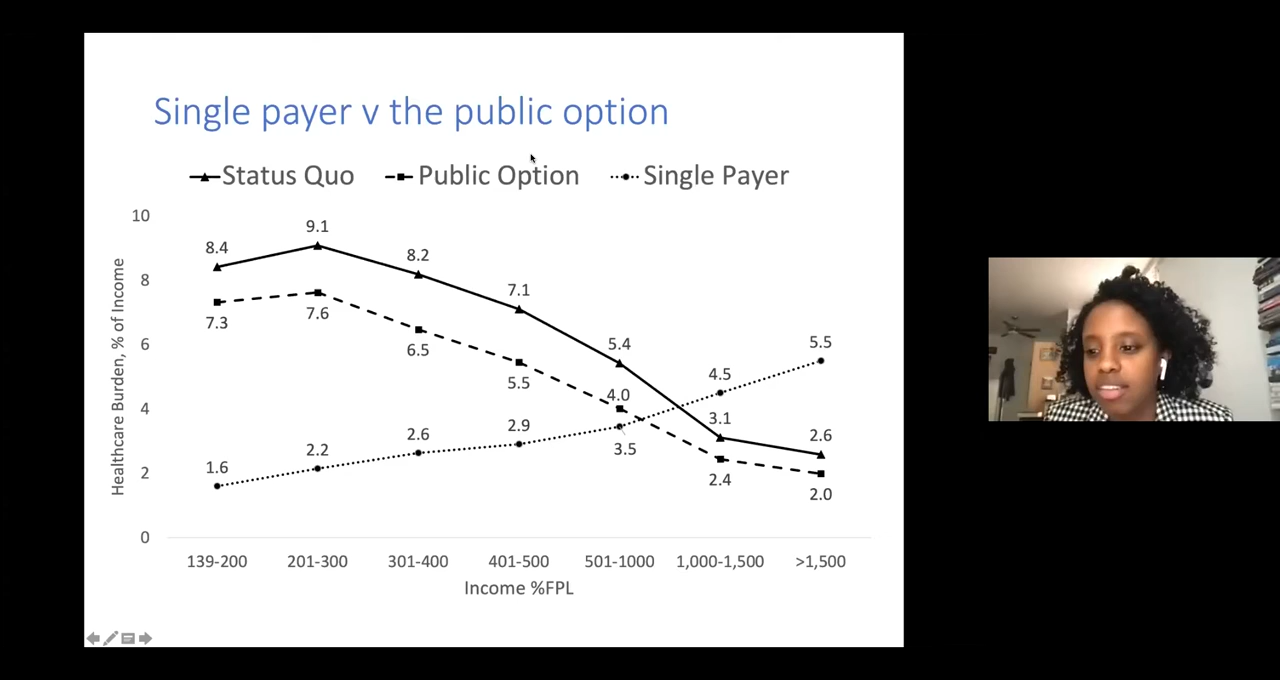 Single payer v the public option
Status Quo Public Option Single Payer
Healthcare Burden, % of Income
10
8
6
4
2
0
8.4 9.1 8.2 7.1 5.4 3.1 2.6
7.3 7.6 6.5 5.5 4.0 2.4 2.0
1.6 2.2 2.6 2.9 3.5 4.5 5.5
139-200 201-300 301-400 401-500 501-1000 1,000-1,500 >1,500
Income %FPL